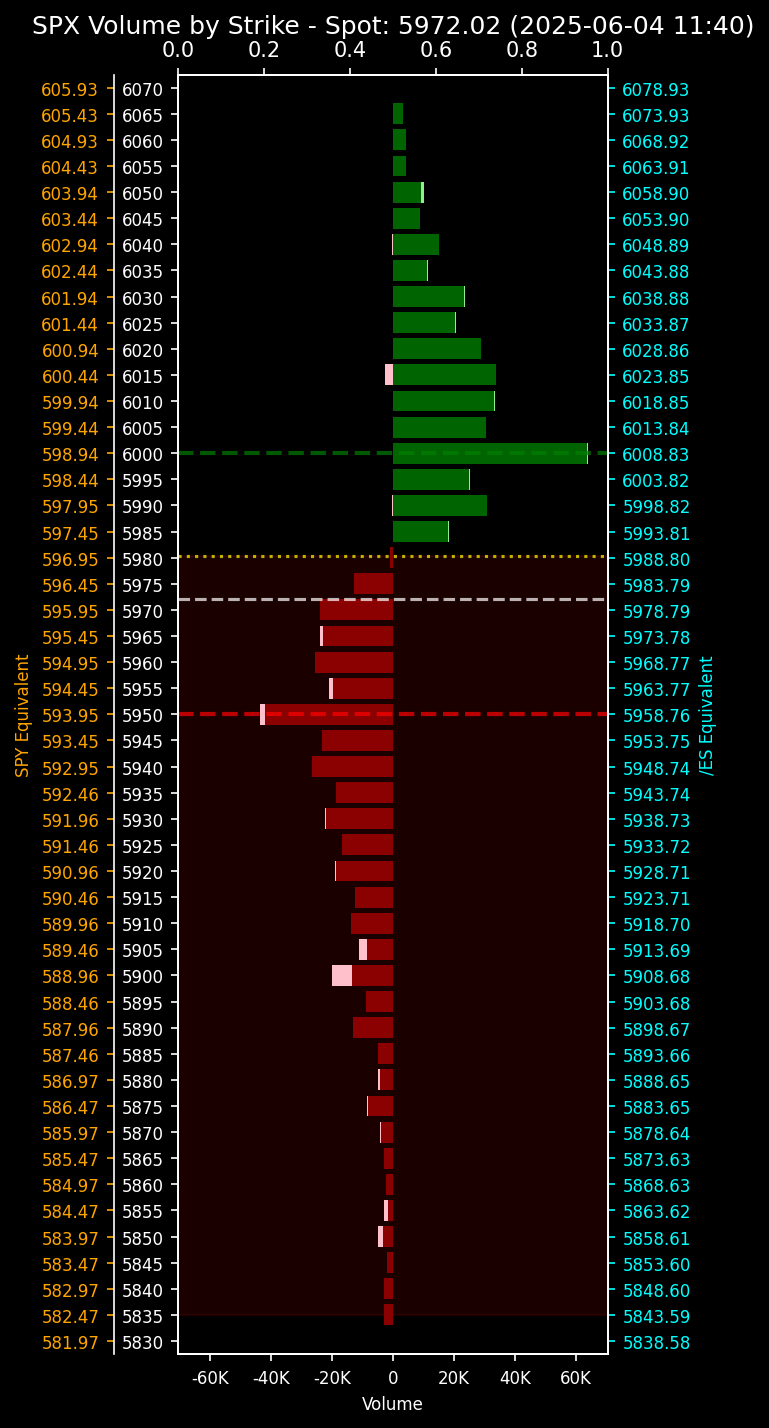 SPX Volume by Strike - Spot: 5972.02 (2025-06-04 11:40)
0.0 0.2 0.4 0.6 0.8 1.0
605.93 6070 6078.93
605.43 6065 6073.93
604.93 6060 6068.92
604.43 6055 6063.91
603.94 6050 6058.90
603.44 6045 6053.90
602.94 6040 6048.89
602.44 6035 6043.88
601.94 6030 6038.88
601.44 6025 6033.87
600.94 6020 6028.86
600.44 6015 6023.85
599.94 6010 6018.85
599.44 6005 6013.84
598.94 6000 6008.83
598.44 5995 6003.82
597.95 5990 5998.82
597.45 5985 5993.81
596.95 5980 5988.80
596.45 5975 5983.79
595.95 5970 5978.79
595.45 5965 5973.78
594.95 5960 5968.77
594.45 5955 5963.77
593.95 5950 5958.76
593.45 5945 5953.75
592.95 5940 5948.74
592.46 5935 5943.74
591.96 5930 5938.73
591.46 5925 5933.72
590.96 5920 5928.71
590.46 5915 5923.71
589.96 5910 5918.70
589.46 5905 5913.69
588.96 5900 5908.68
588.46 5895 5903.68
587.96 5890 5898.67
587.46 5885 5893.66
586.97 5880 5888.65
586.47 5875 5883.65
585.97 5870 5878.64
585.47 5865 5873.63
584.97 5860 5868.63
584.47 5855 5863.62
583.97 5850 5858.61
583.47 5845 5853.60
582.97 5840 5848.60
582.47 5835 5843.59
581.97 5830 5838.58
SPY Equivalent
/ES Equivalent
-60K -40K -20K 0 20K 40K 60K
Volume